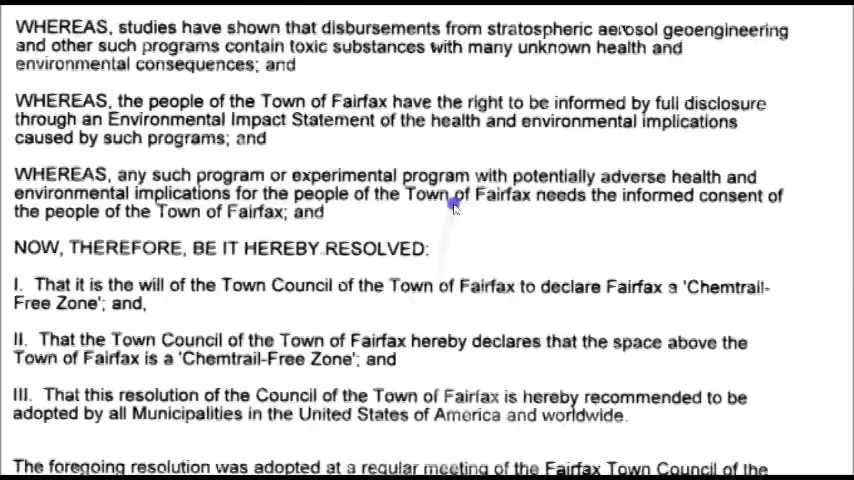 WHEREAS, studies have shown that disbursements from stratospheric aerosol geoengineering
and other such programs contain toxic substances with many unknown health and
environmental consequences; and
WHEREAS, the people of the Town of Fairfax have the right to be informed by full disclosure
through an Environmental Impact Statement of the health and environmental implications
caused by such programs; and
WHEREAS, any such program or experimental program with potentially adverse health and
environmental implications for the people of the Town of Fairfax needs the informed consent of
the people of the Town of Fairfax; and
NOW, THEREFORE, BE IT HEREBY RESOLVED:
I. That it is the will of the Town Council of the Town of Fairfax to declare Fairfax a 'Chemtrail-
Free Zone'; and,
II. That the Town Council of the Town of Fairfax hereby declares that the space above the
Town of Fairfax is a 'Chemtrail-Free Zone'; and
III. That this resolution of the Council of the Town of Fairfax is hereby recommended to be
adopted by all Municipalities in the United States of America and worldwide.
The foregoing resolution was adopted at a regular meeting of the Fairfax Town Council of the